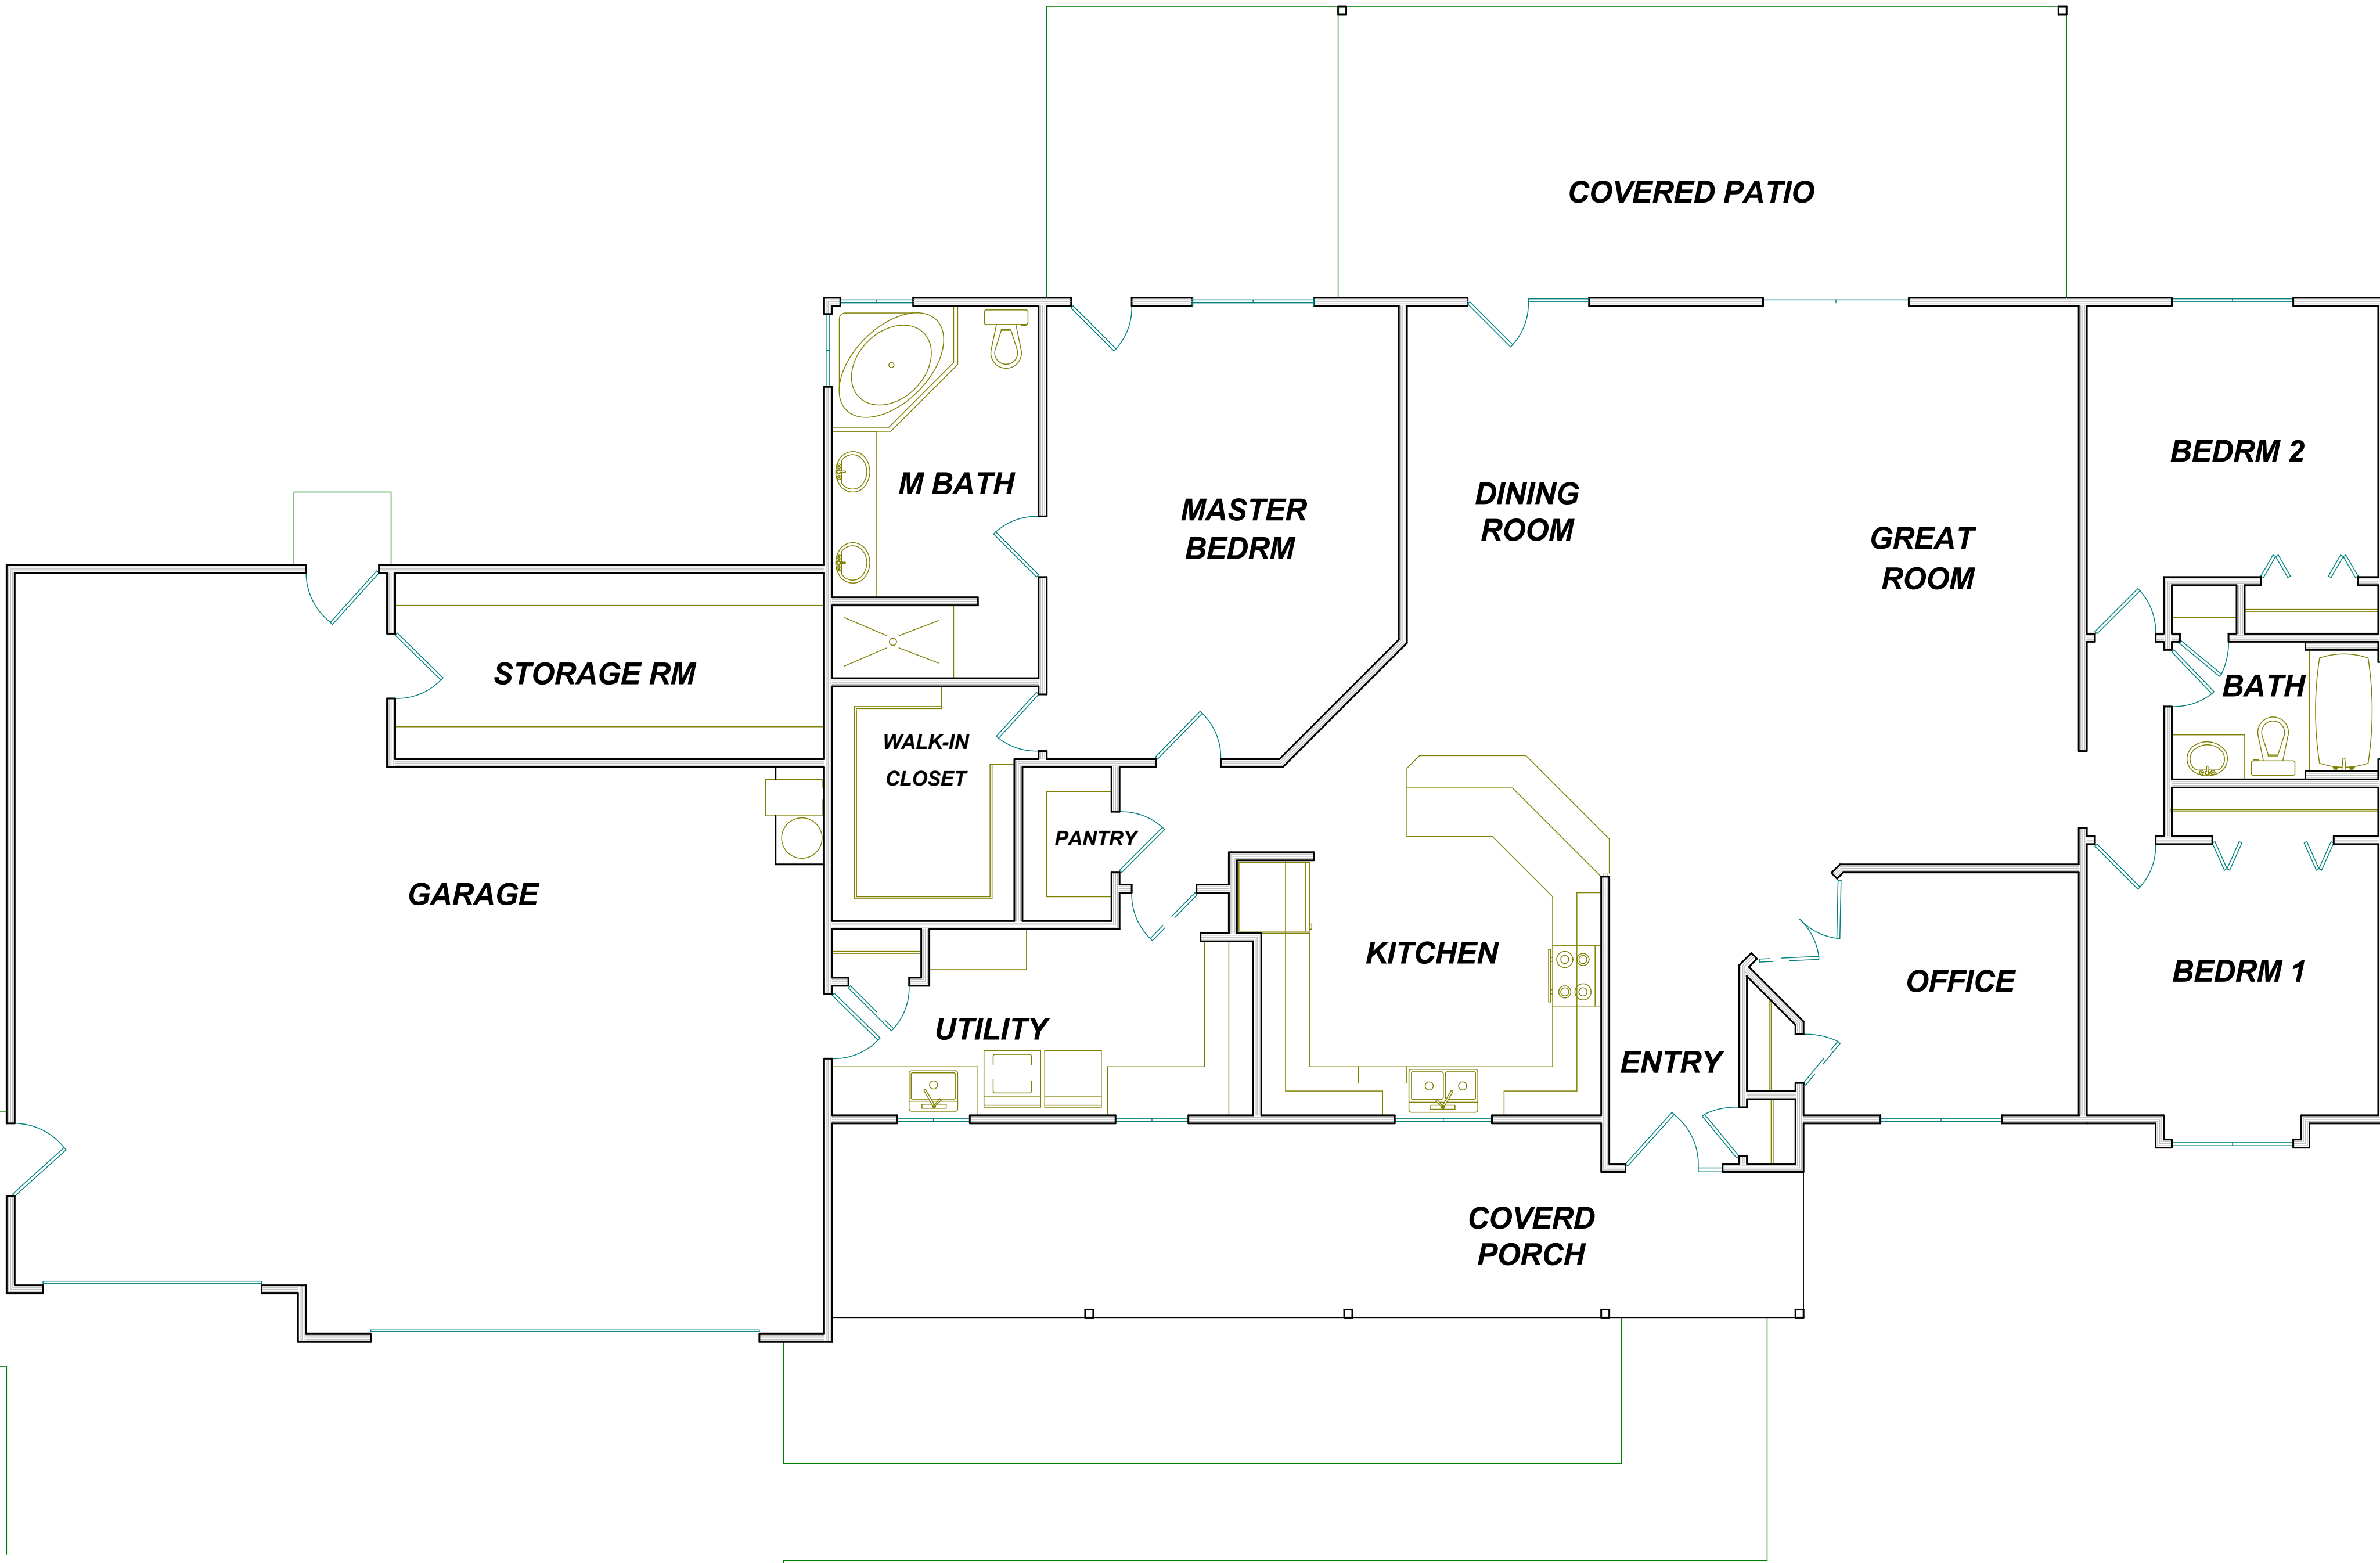 COVERED PATIO
BEDRM 2
M BATH
MASTER
BEDRM
DINING
ROOM
GREAT
ROOM
STORAGE RM
BATH
WALK-IN
CLOSET
PANTRY
GARAGE
KITCHEN
OFFICE
BEDRM 1
UTILITY
ENTRY
COVERD
PORCH